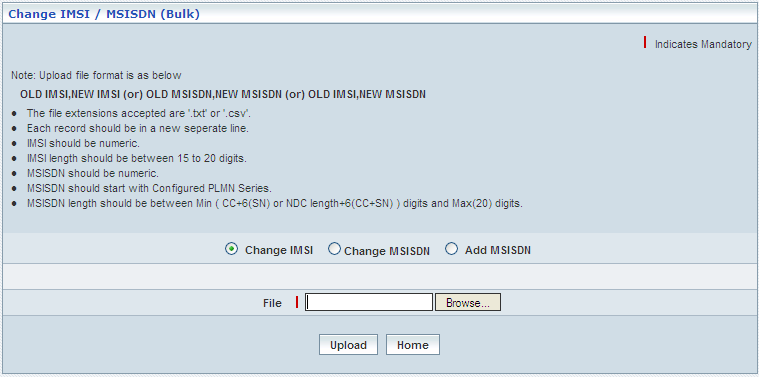 Change IMSI / MSISDN (Bulk)
Indicates Mandatory
Note: Upload file format is as below
OLD IMSI,NEW IMSI (or) OLD MSISDN,NEW MSISDN (or) OLD IMSI,NEW MSISDN
● The file extensions accepted are '.txt' or '.csv'.
● Each record should be in a new seperate line.
● IMSI should be numeric.
● IMSI length should be between 15 to 20 digits.
● MSISDN should be numeric.
● MSISDN should start with Configured PLMN Series.
● MSISDN length should be between Min ( CC+6(SN) or NDC length+6(CC+SN) ) digits and Max(20) digits.
Change IMSI Change MSISDN Add MSISDN
File Browse...
Upload Home